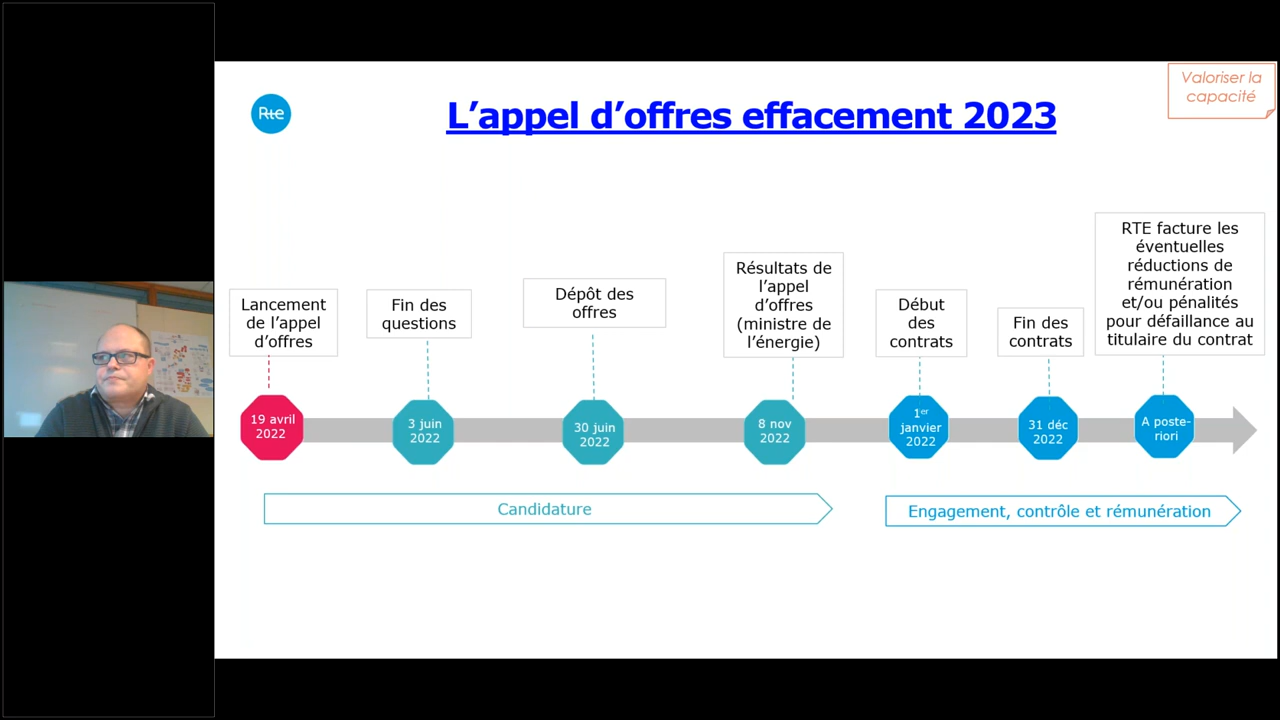 Valoriser la
capacité
Rte
L’appel d’offres effacement 2023
Lancement
de l’appel
d’offres
Fin des
questions
Dépôt des
offres
Résultats de
l’appel
d’offres
(ministre de
l’énergie)
Début
des
contrats
Fin des
contrats
RTE facture les
éventuelles
réductions de
rémunération
et/ou pénalités
pour défaillance au
titulaire du contrat
19 avril
2022
3 juin
2022
30 juin
2022
8 nov
2022
1er
janvier
2022
31 déc
2022
A poste-
riori
Candidature
Engagement, contrôle et rémunération